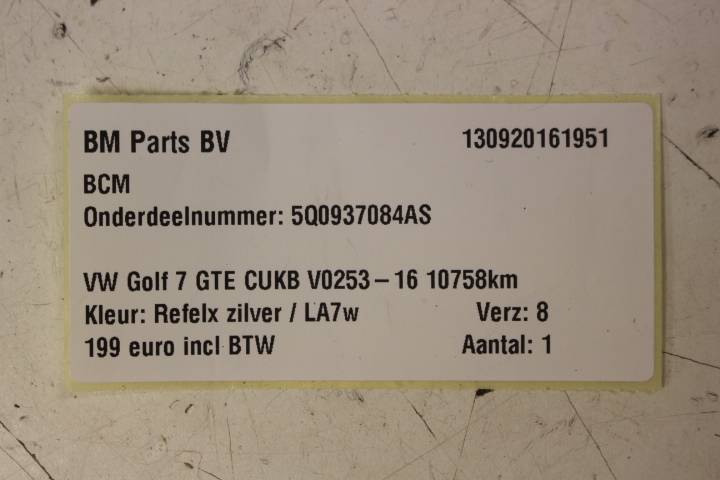 BM Parts BV 130920161951
BCM
Onderdeelnummer: 5Q0937084AS
VW Golf 7 GTE CUKB V0253-16 10758km
Kleur: Refelx zilver / LA7w Verz: 8
199 euro incl BTW Aantal: 1